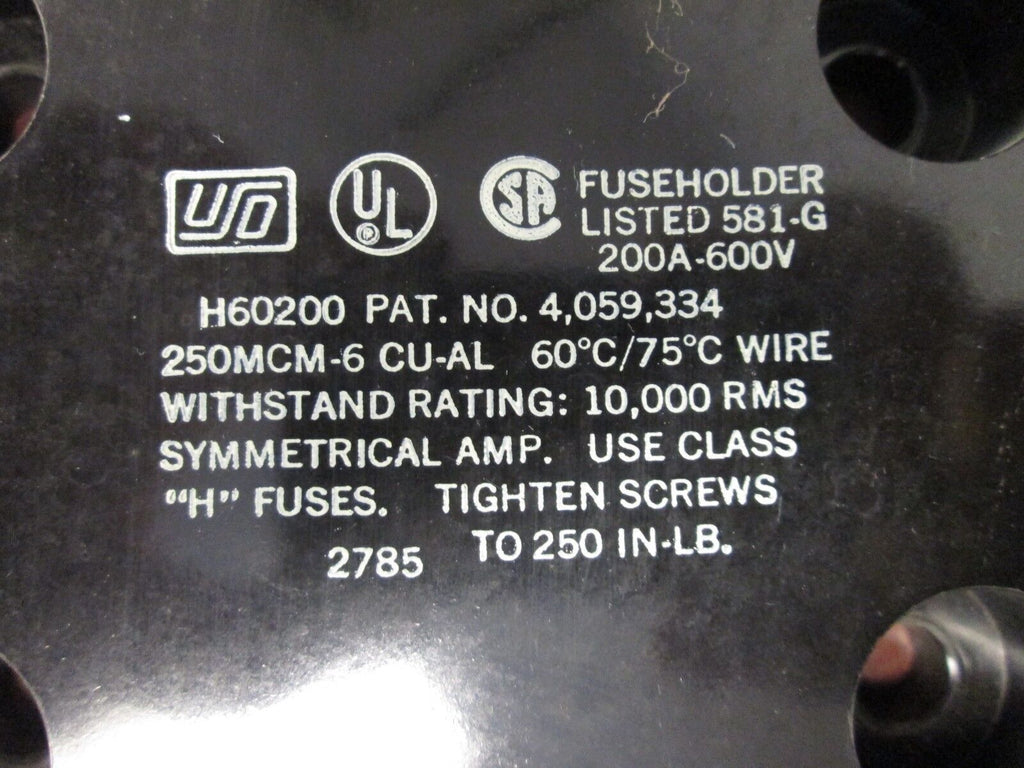 USD UL SA FUSEHOLDER
P LISTED 581-G
200A-600V
H60200 PAT. NO. 4,059,334
250MCM-6 CU-AL 60°C/75°C WIRE
WITHSTAND RATING: 10,000 RMS
SYMMETRICAL AMP. USE CLASS
"H" FUSES. TIGHTEN SCREWS
2785 TO 250 IN-LB.